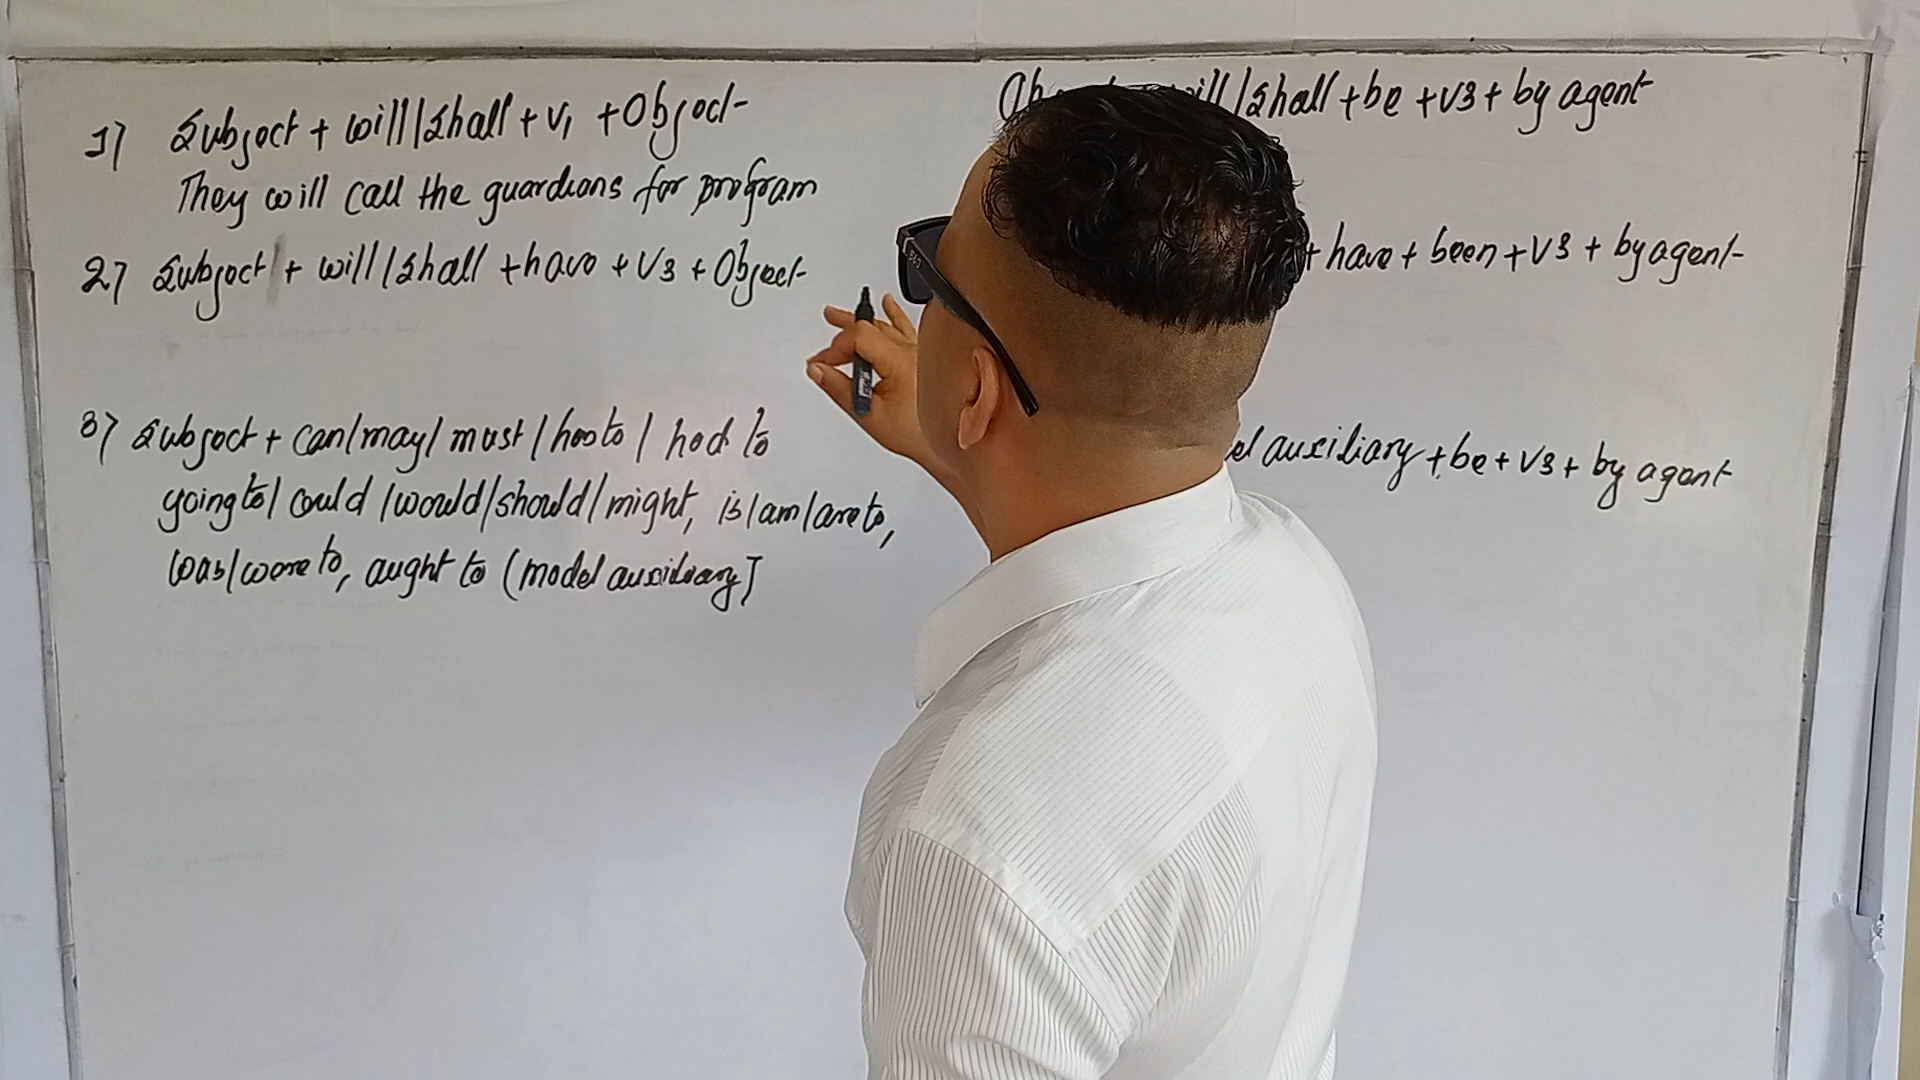 1) Subject + will/shall + V1 + Object
They will call the guardians for program
2) Subject + will/shall + have + V3 + Object
3) Subject + can/may/must/has to/had to
going to/could/would/should/might, is/am/are to,
was/were to, aught to (model auxiliary)
/shall + be + V3 + by agent
+ have + been + V3 + by agent
auxiliary + be + V3 + by agent